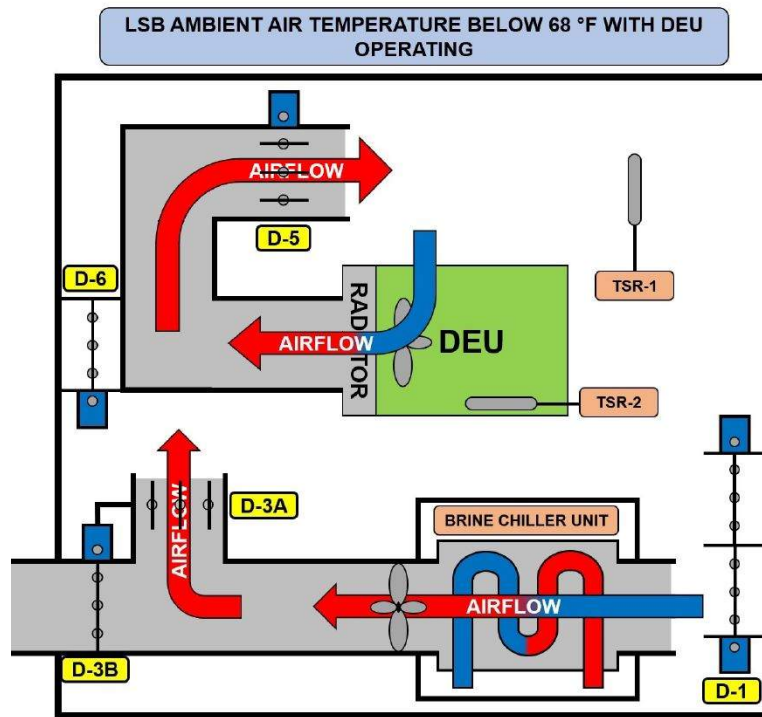 LSB AMBIENT AIR TEMPERATURE BELOW 68 °F WITH DEU
OPERATING
AIRFLOW
D-5
D-6
TSR-1
RADIATOR
AIRFLOW
DEU
TSR-2
AIRFLOW
D-3A
BRINE CHILLER UNIT
AIRFLOW
D-3B
D-1